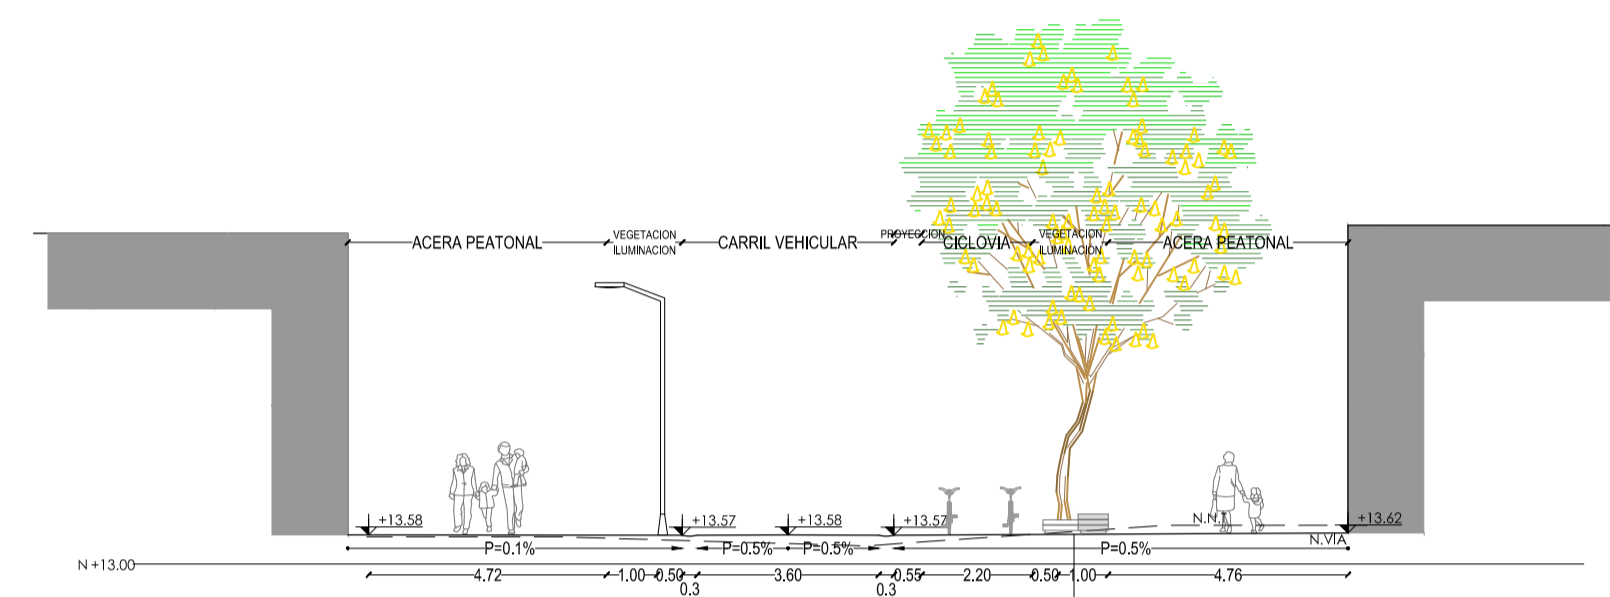 ACERA PEATONAL
VEGETACION
ILUMINACION
CARRIL VEHICULAR
PROYECCION
CICLOVIA
VEGETACION
ILUMINACION
ACERA PEATONAL
+13.58
+13.57
+13.58
+13.57
N.N.T
+13.62
N.VIA
P=0.1%
P=0.5%
P=0.5%
P=0.5%
N +13.00
4.72
1.00
0.50
0.3
3.60
0.3
0.55
2.20
0.50
1.00
4.76